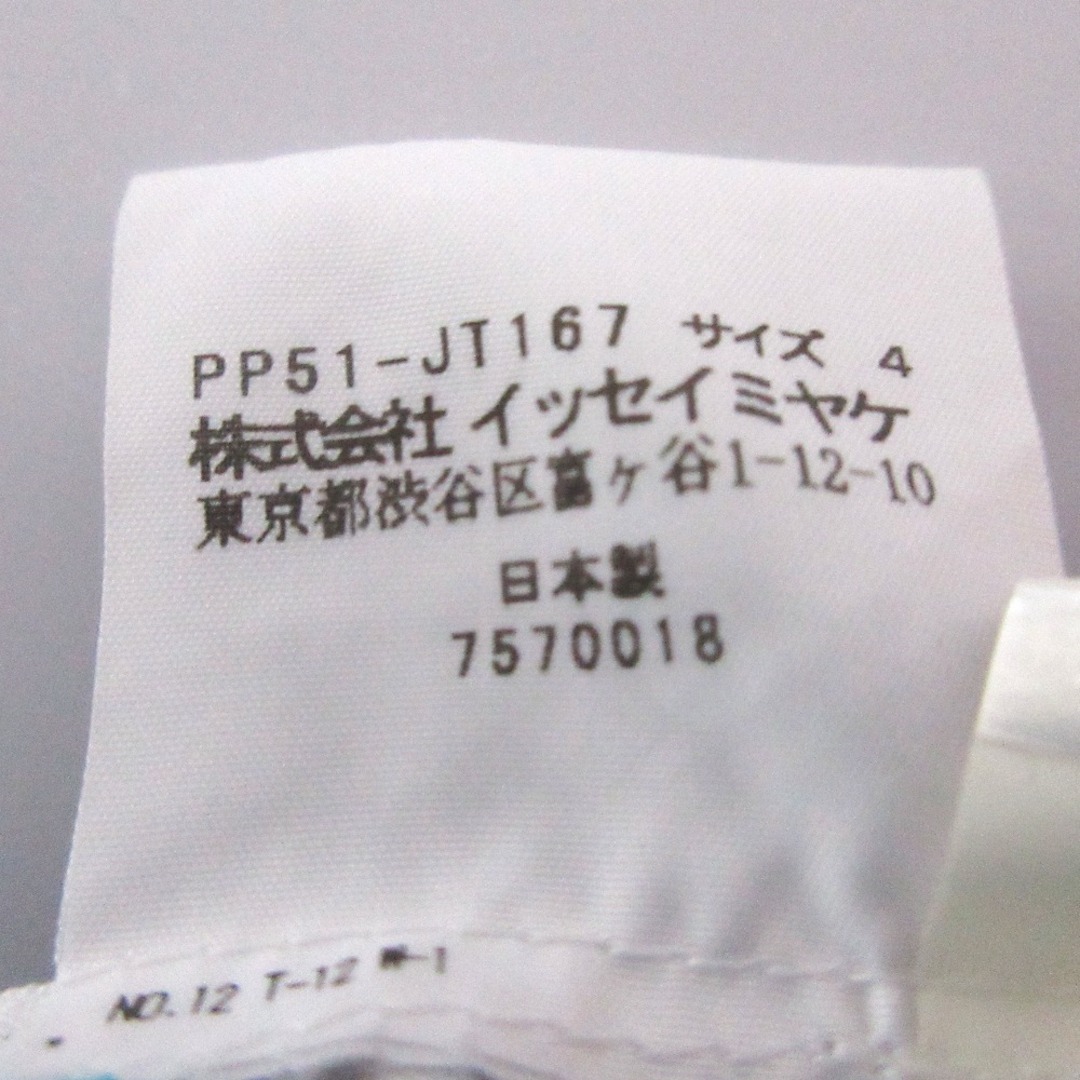 PP51-JT167 サイズ 4
株式会社 イッセイミヤケ
東京都渋谷区富ヶ谷1-12-10
日本製
7570018
NO.12 T-12 -1